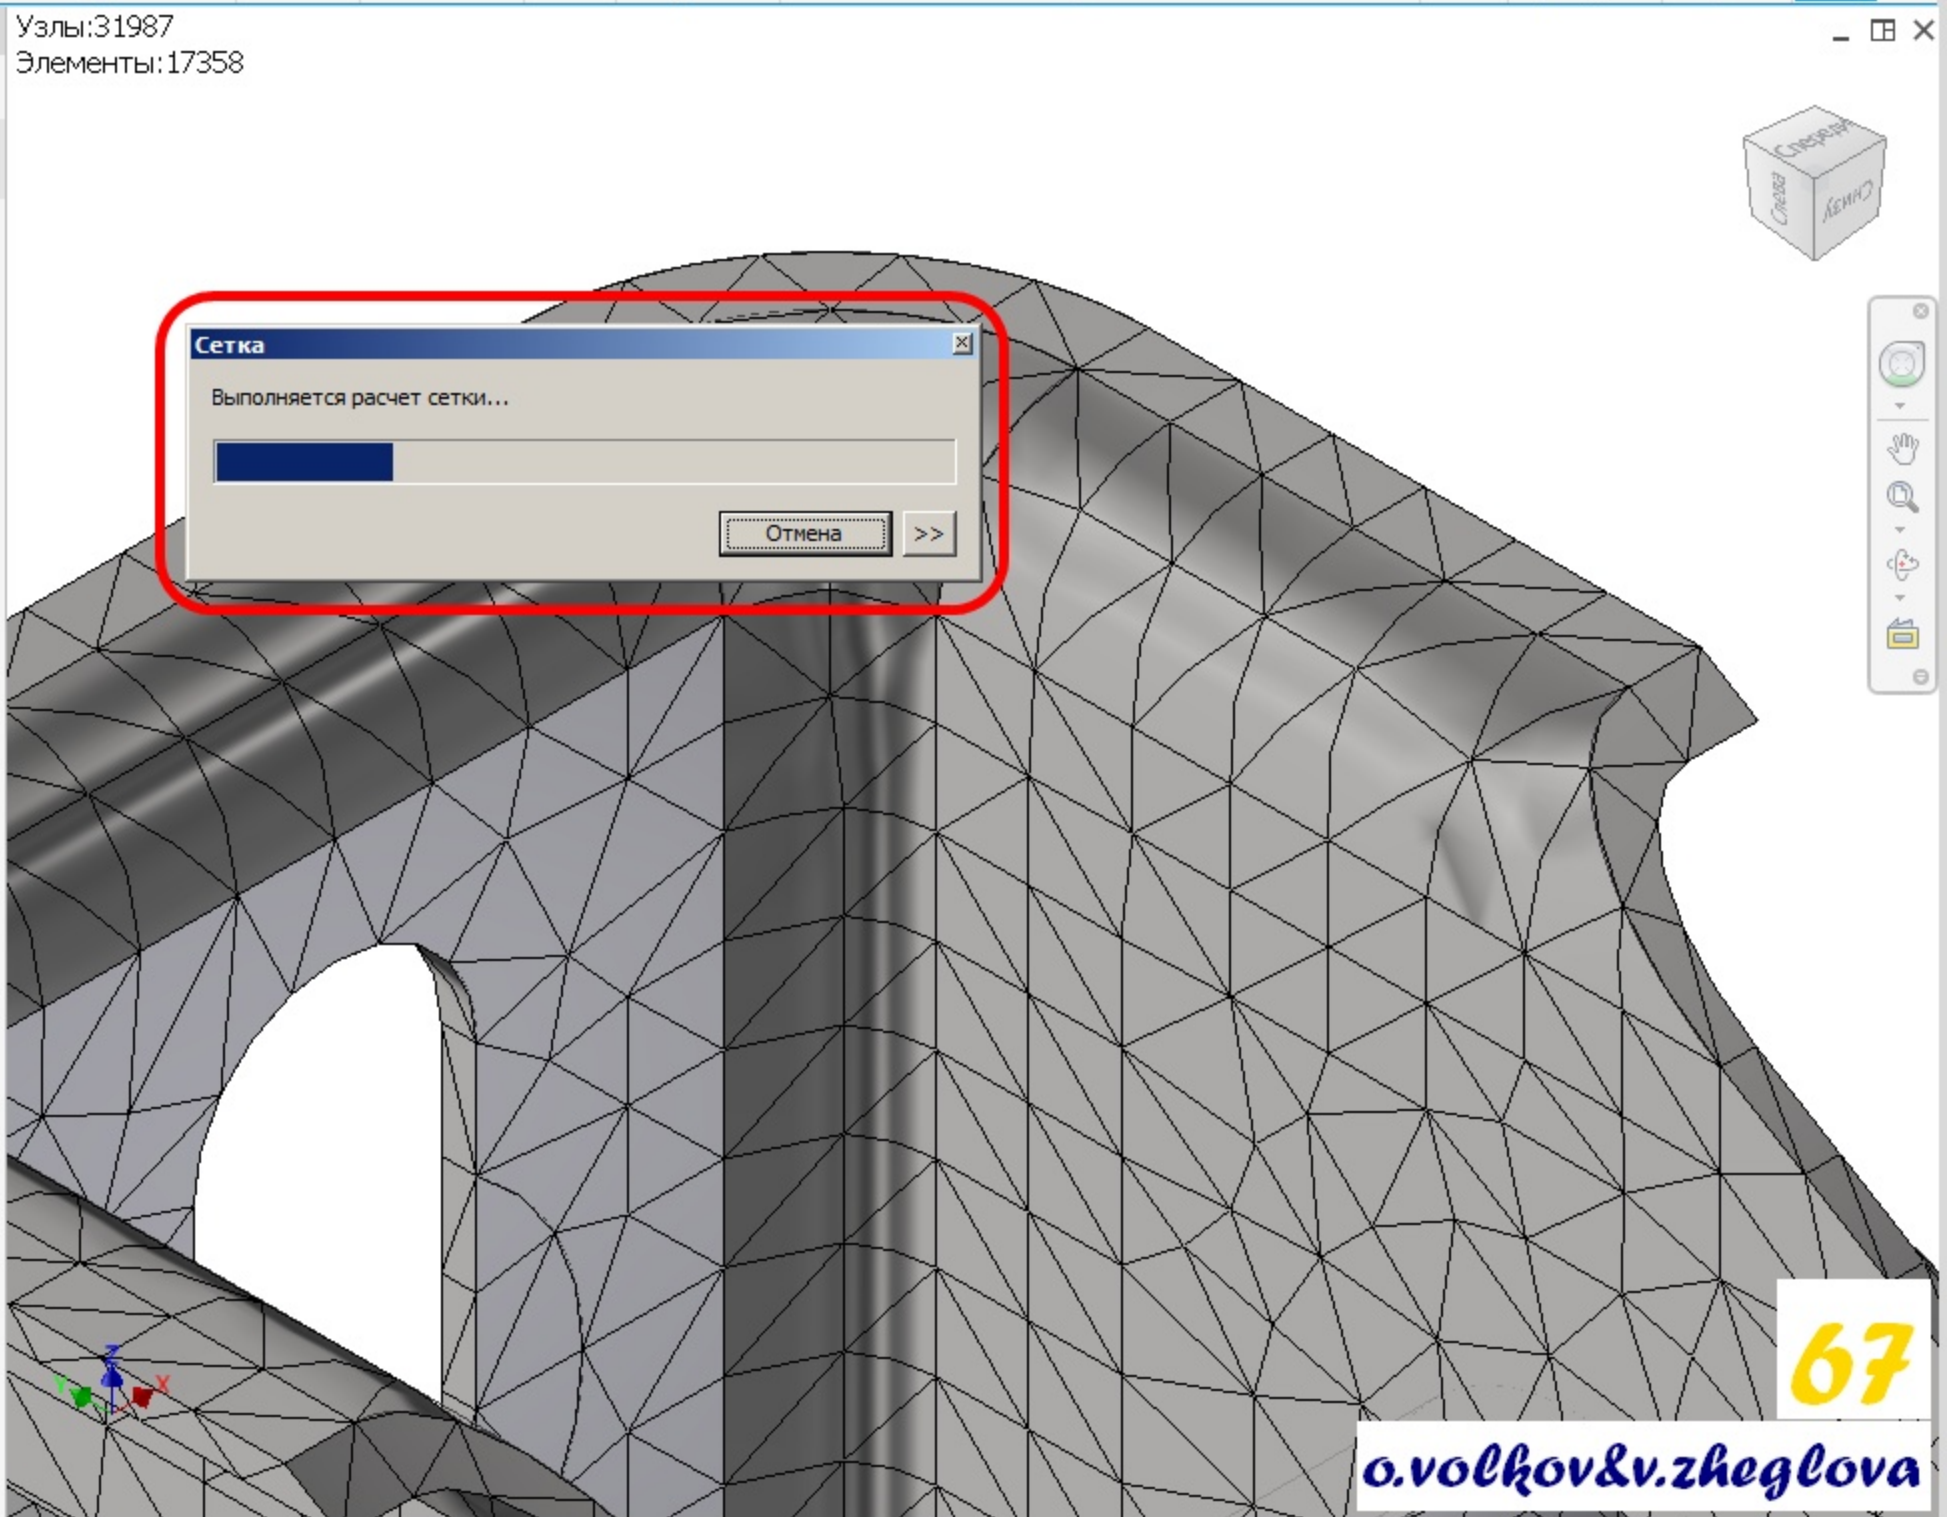 Узлы:31987
Элементы:17358
Спереди
Слева
Снизу
Сетка
Выполняется расчет сетки...
Отмена
>>
Z
Y
X
67
o.volkov&v.zheglova